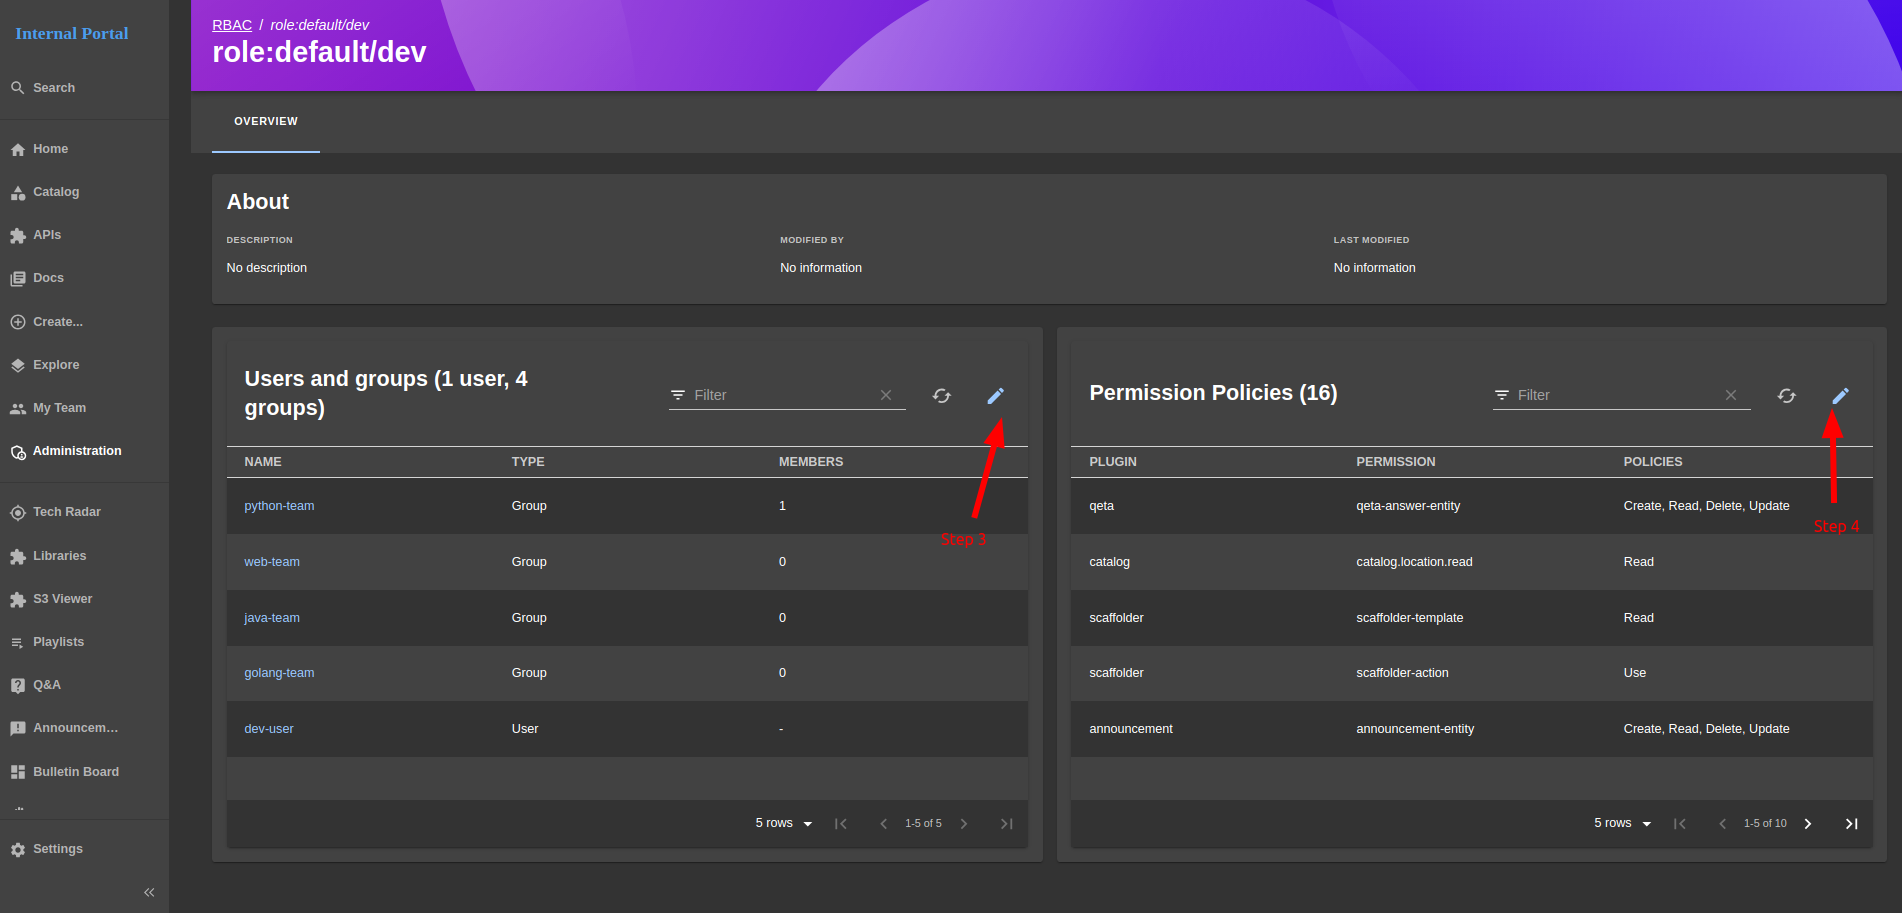 Internal Portal
Search
Home
Catalog
APIs
Docs
Create...
Explore
My Team
Administration
Tech Radar
Libraries
S3 Viewer
Playlists
Q&A
Announcem…
Bulletin Board
Settings
RBAC / role:default/dev
role:default/dev
OVERVIEW
About
DESCRIPTION
No description
MODIFIED BY
No information
LAST MODIFIED
No information
Users and groups (1 user, 4
groups)
Filter
NAME TYPE MEMBERS
python-team Group 1
web-team Group 0
java-team Group 0
golang-team Group 0
dev-user User -
Step 3
5 rows 1-5 of 5
Permission Policies (16)
Filter
PLUGIN PERMISSION POLICIES
qeta qeta-answer-entity Create, Read, Delete, Update
Step 4
catalog catalog.location.read Read
scaffolder scaffolder-template Read
scaffolder scaffolder-action Use
announcement announcement-entity Create, Read, Delete, Update
5 rows 1-5 of 10